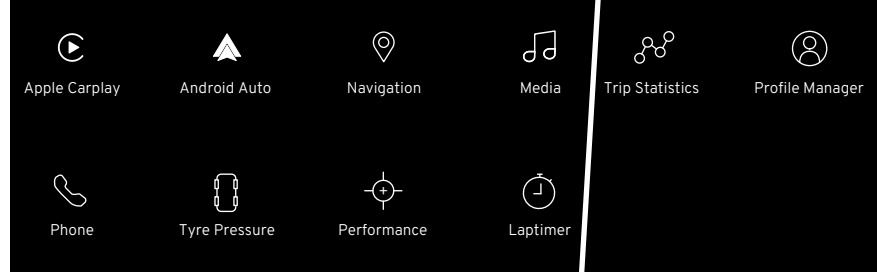 Apple Carplay
Android Auto
Navigation
Media
Trip Statistics
Profile Manager
Phone
Tyre Pressure
Performance
Laptimer